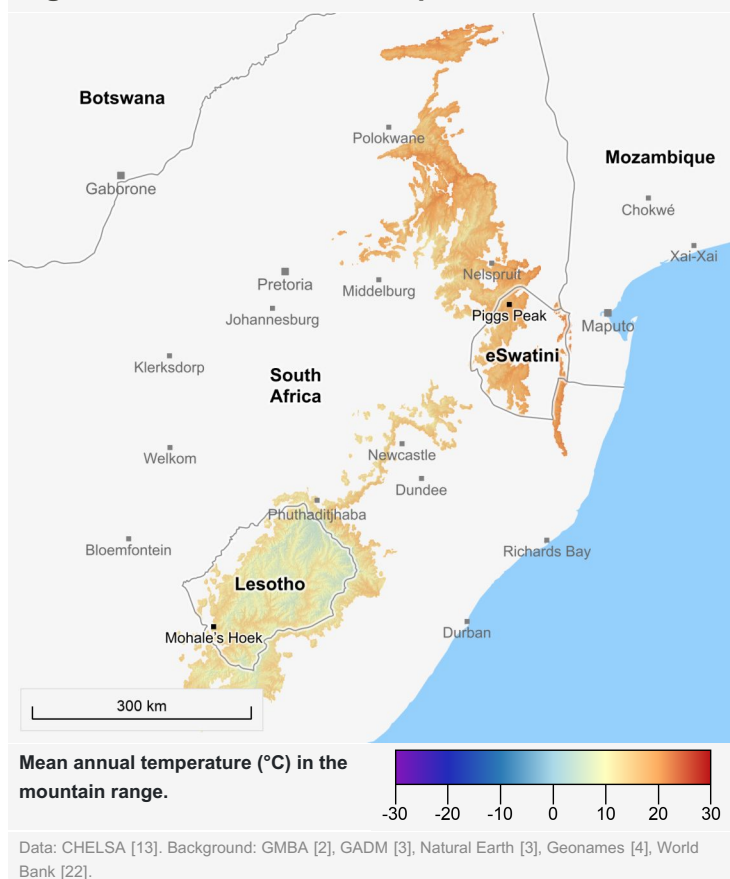 Botswana
Polokwane
Mozambique
Gaborone
Chokwé
Xai-Xai
Nelspruit
Pretoria
Middelburg
Piggs Peak
Johannesburg
Maputo
eSwatini
Klerksdorp
South
Africa
Newcastle
Welkom
Dundee
Phuthaditjhaba
Bloemfontein
Richards Bay
Lesotho
Durban
Mohale's Hoek
300 km
Mean annual temperature (°C) in the
mountain range.
-30 -20 -10 0 10 20 30
Data: CHELSA [13]. Background: GMBA [2], GADM [3], Natural Earth [3], Geonames [4], World
Bank [22].